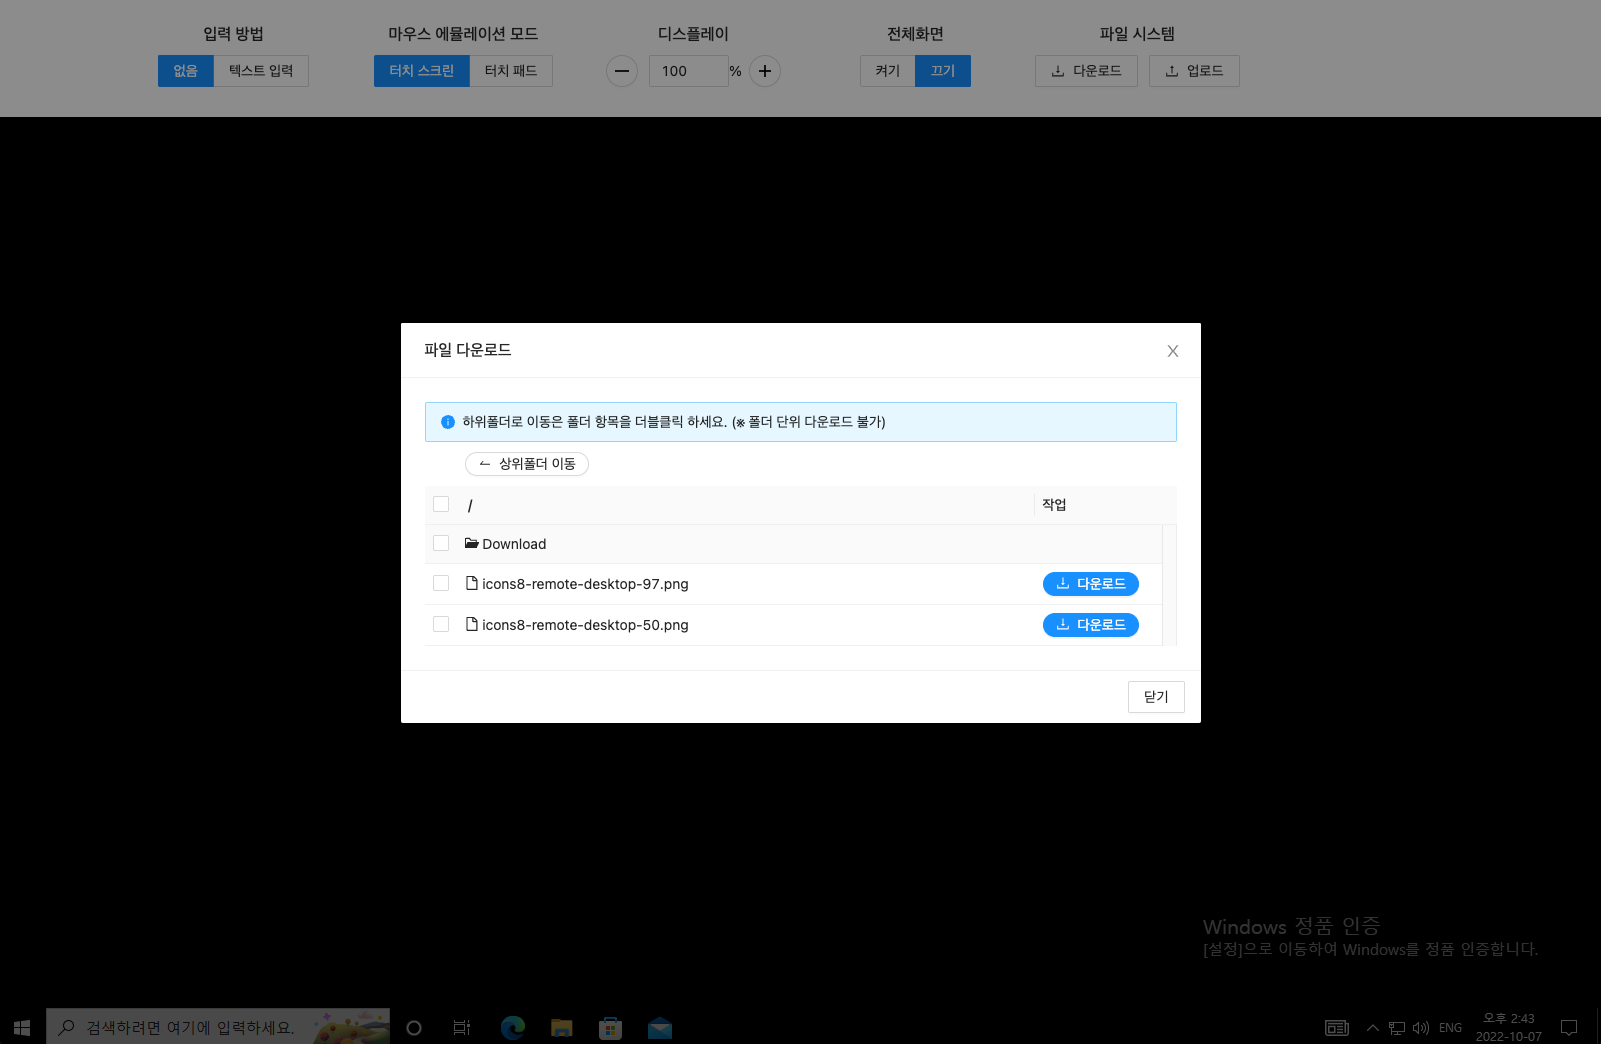 입력 방법
마우스 에뮬레이션 모드
디스플레이
전체화면
파일 시스템
없음
텍스트 입력
터치 스크린
터치 패드
100
%
켜기
끄기
다운로드
업로드
파일 다운로드
하위폴더로 이동은 폴더 항목을 더블클릭 하세요. (※ 폴더 단위 다운로드 불가)
상위폴더 이동
/
작업
Download
icons8-remote-desktop-97.png
다운로드
icons8-remote-desktop-50.png
다운로드
닫기
Windows 정품 인증
[설정]으로 이동하여 Windows를 정품 인증합니다.
검색하려면 여기에 입력하세요.
ENG
오후 2:43
2022-10-07